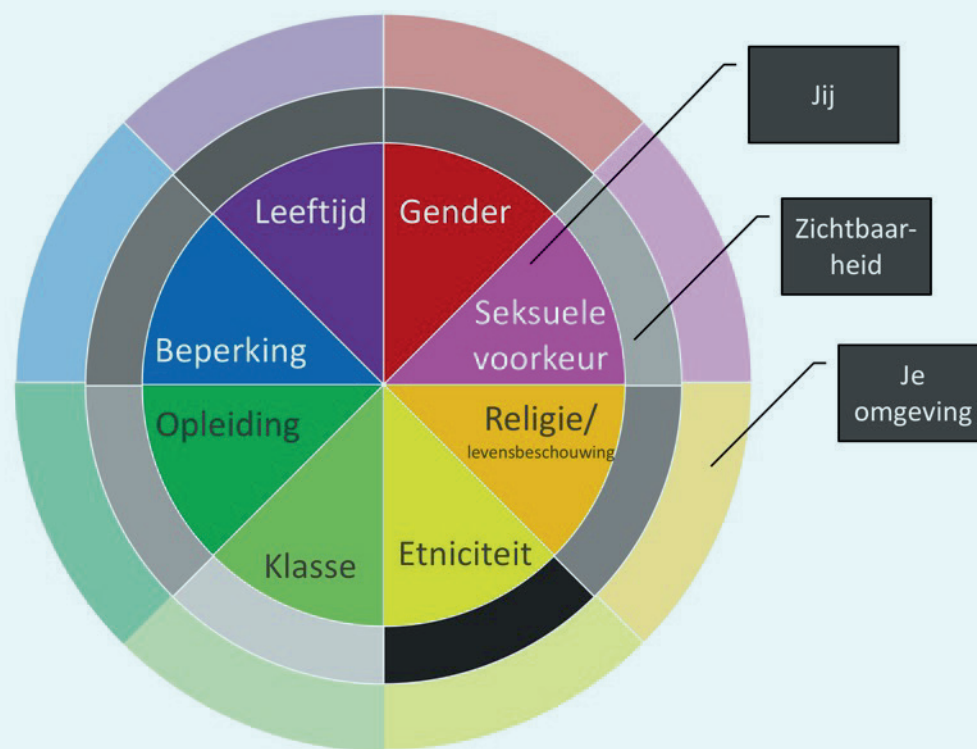 Jij
Leeftijd
Gender
Zichtbaar-
heid
Seksuele
voorkeur
Beperking
Je
omgeving
Opleiding
Religie/
levensbeschouwing
Klasse
Etniciteit